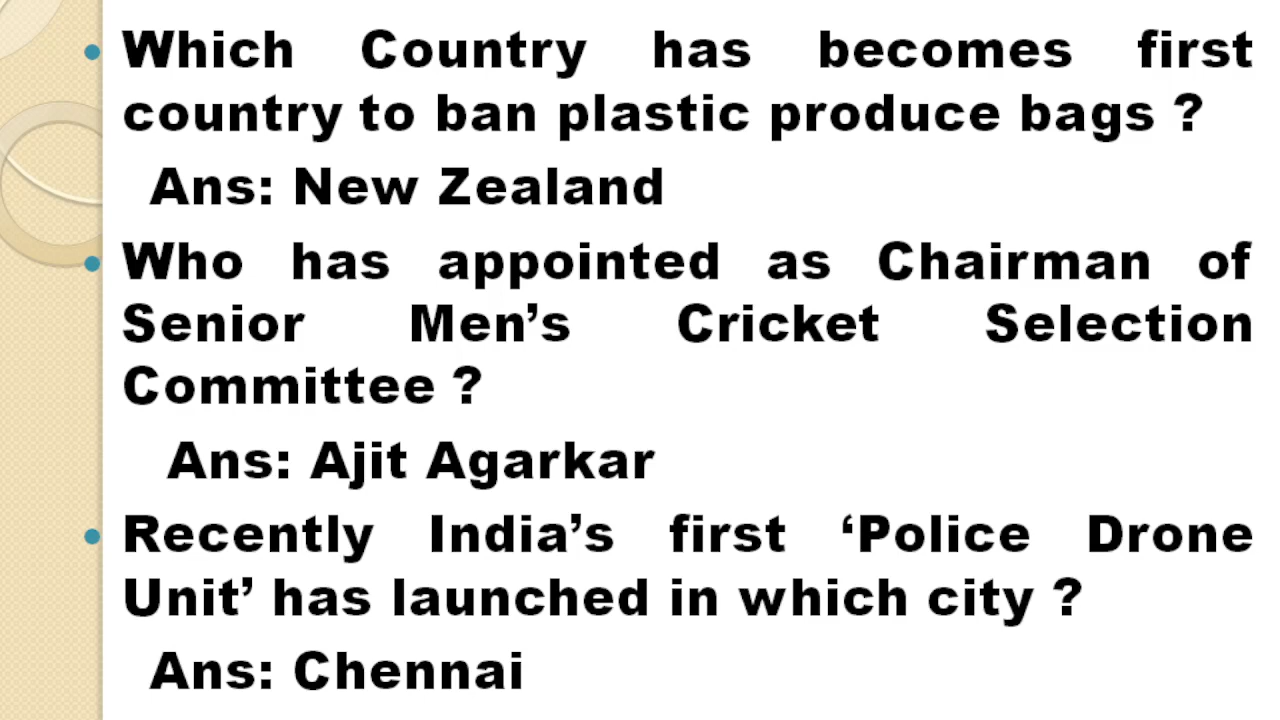 Which Country has becomes first
country to ban plastic produce bags ?
Ans: New Zealand
Who has appointed as Chairman of
Senior Men’s Cricket Selection
Committee ?
Ans: Ajit Agarkar
Recently India’s first ‘Police Drone
Unit’ has launched in which city ?
Ans: Chennai